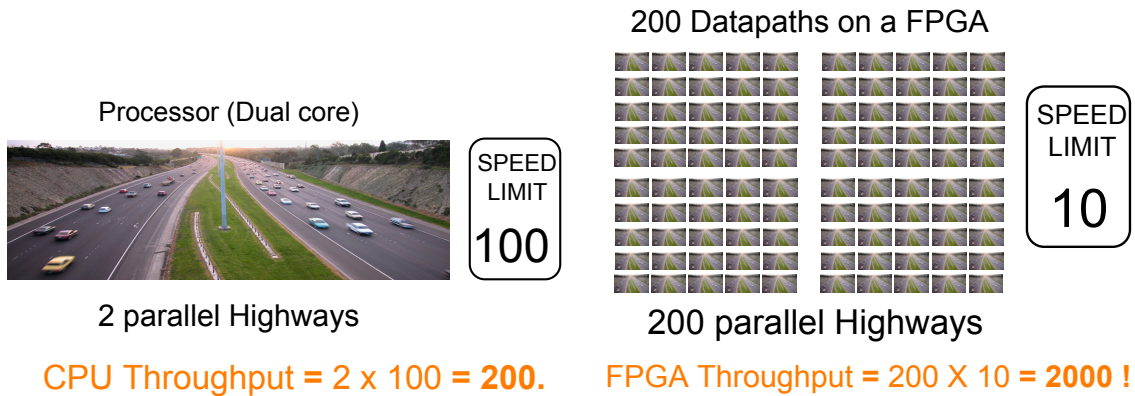 Processor (Dual core)
SPEED
LIMIT
100
2 parallel Highways
CPU Throughput = 2 x 100 = 200.
200 Datapaths on a FPGA
SPEED
LIMIT
10
200 parallel Highways
FPGA Throughput = 200 X 10 = 2000 !